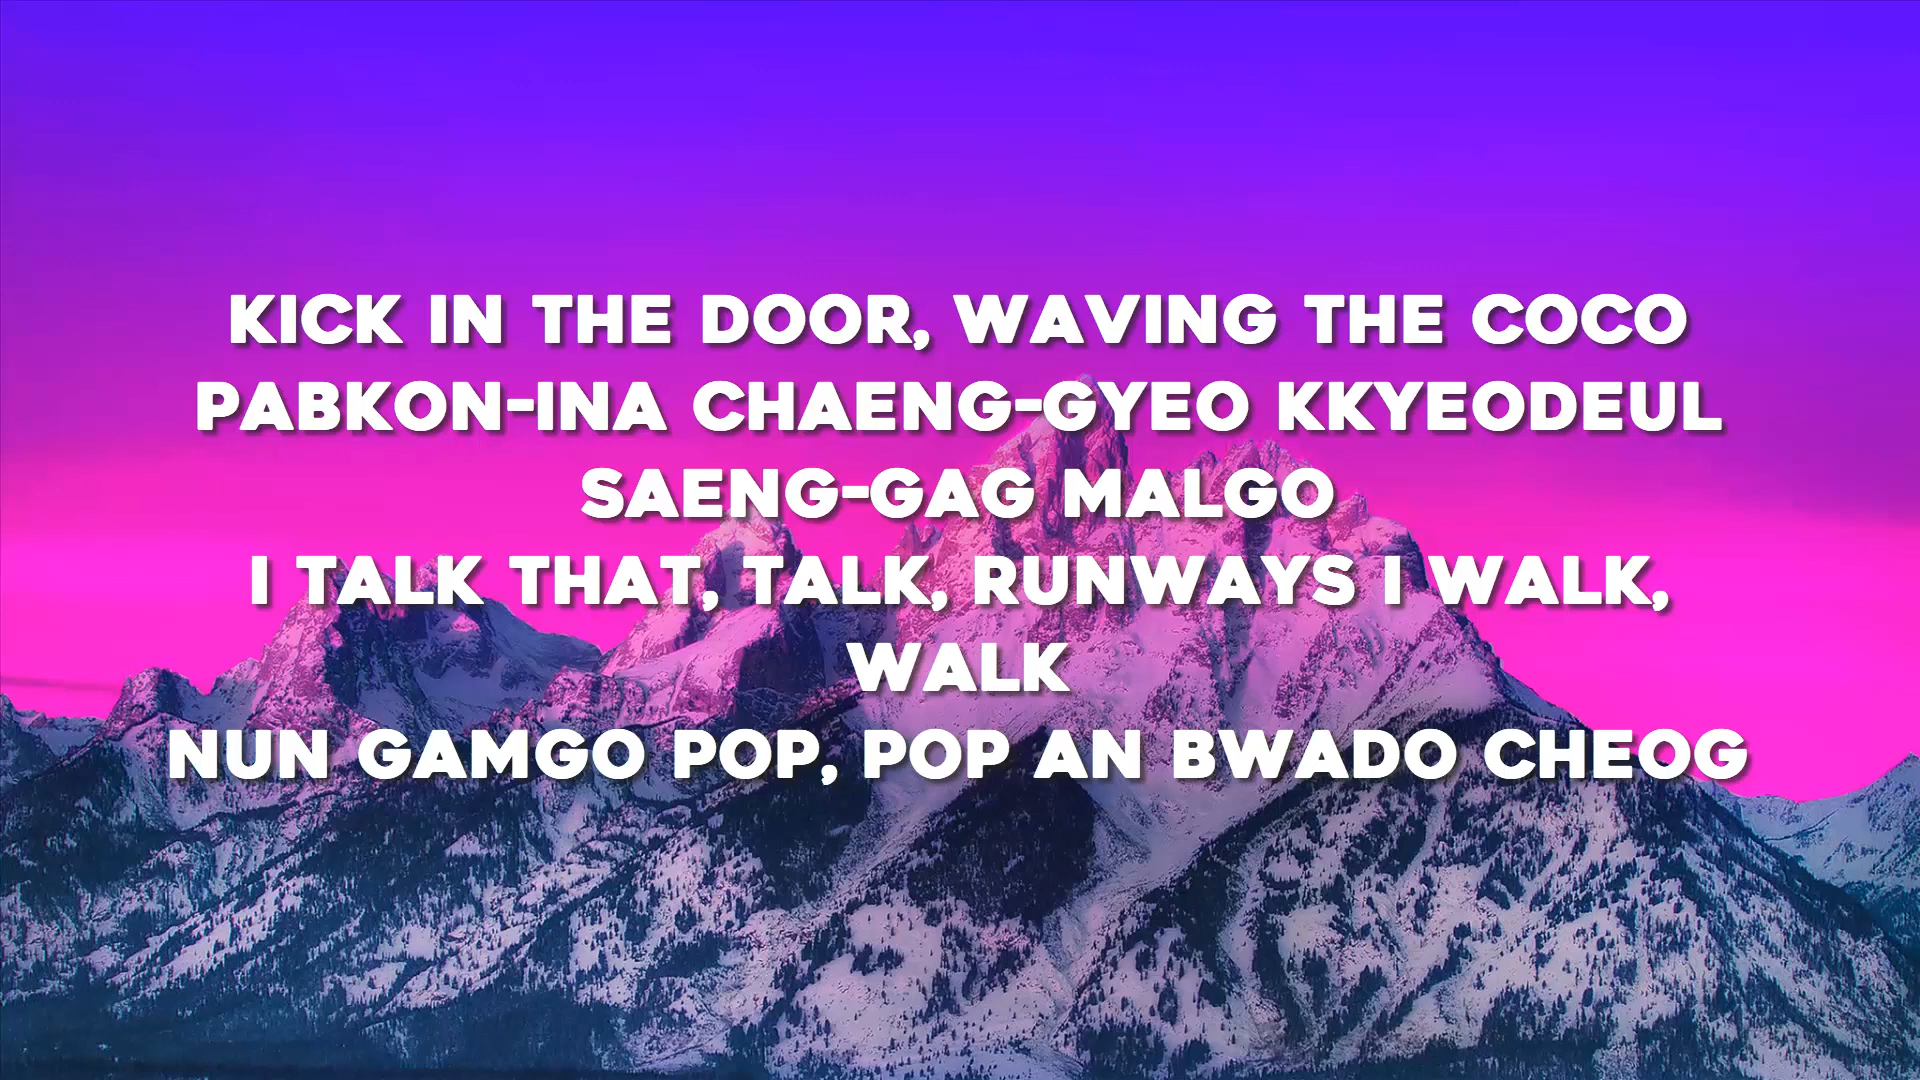 KICK IN THE DOOR, WAVING THE COCO
PABKON-INA CHAENG-GYEO KKYEODEUL
SAENG-GAG MALGO
I TALK THAT, TALK, RUNWAYS I WALK,
WALK
NUN GAMGO POP, POP AN BWADO CHEOG